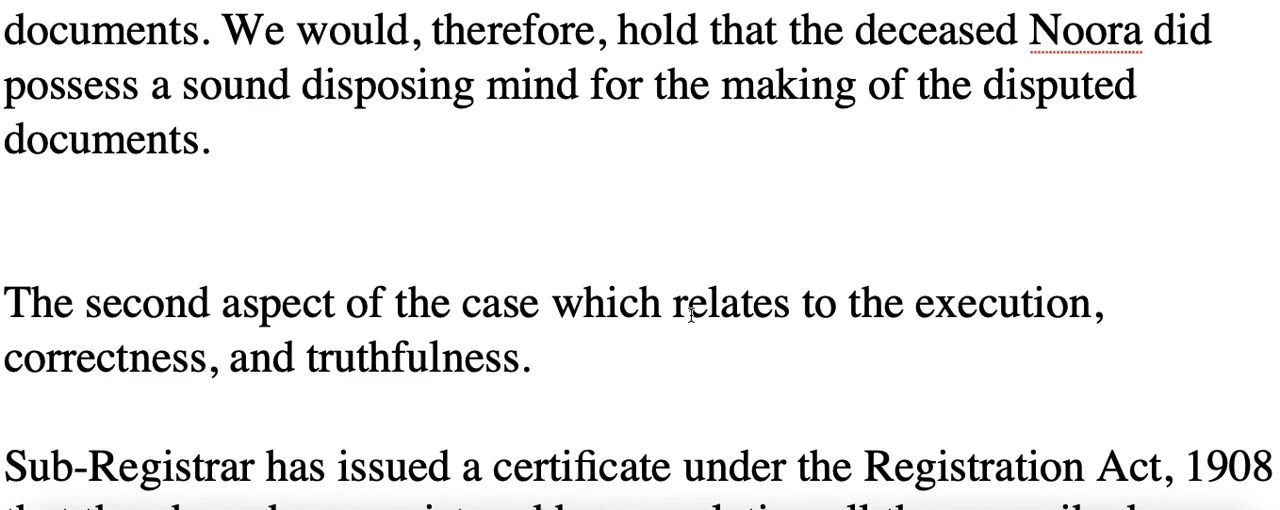 documents. We would, therefore, hold that the deceased Noora did
possess a sound disposing mind for the making of the disputed
documents.
The second aspect of the case which relates to the execution,
correctness, and truthfulness.
Sub-Registrar has issued a certificate under the Registration Act, 1908